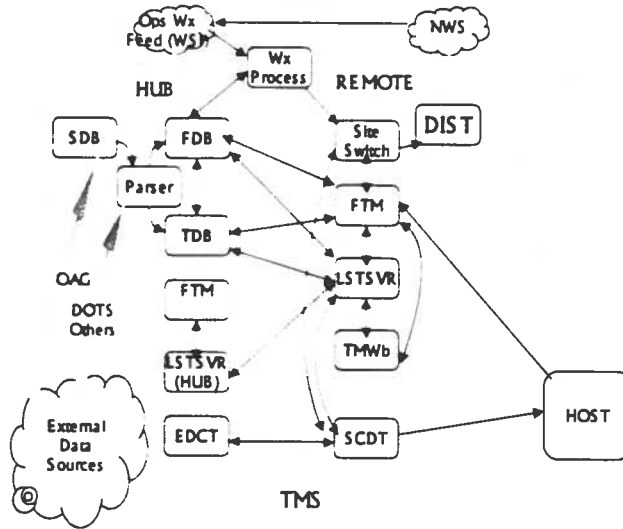 Ops Wx
Feed (WSI)
NWS
Wx
Process
HUB
REMOTE
SDB
FDB
Site
Switch
DIST
Parser
FTM
TDB
OAG
DOTS
Others
FTM
LSTSVR
TMWb
LSTSVR
(HUB)
External
Data
Sources
EDCT
SCDT
HOST
TMS